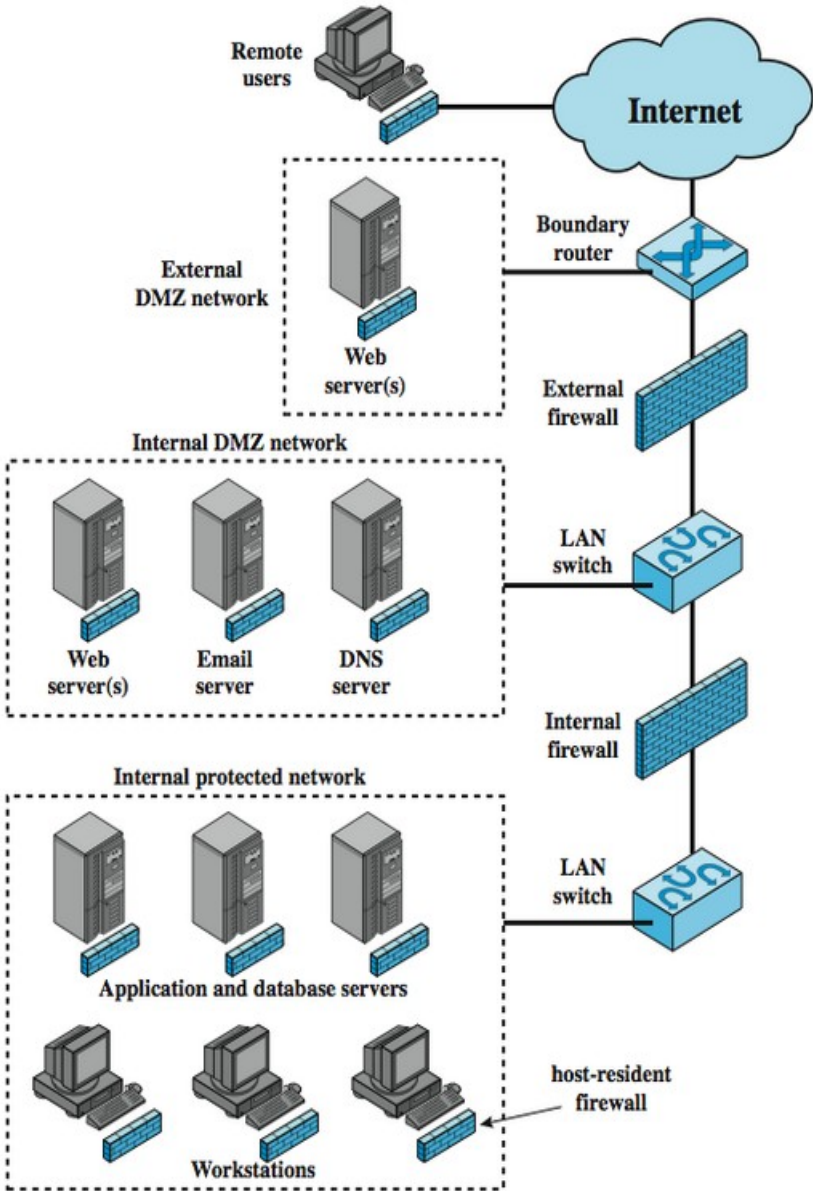 Remote
users
Internet
Boundary
router
External
DMZ network
Web
server(s)
External
firewall
Internal DMZ network
LAN
switch
Web
server(s)
Email
server
DNS
server
Internal
firewall
Internal protected network
LAN
switch
Application and database servers
host-resident
firewall
Workstations